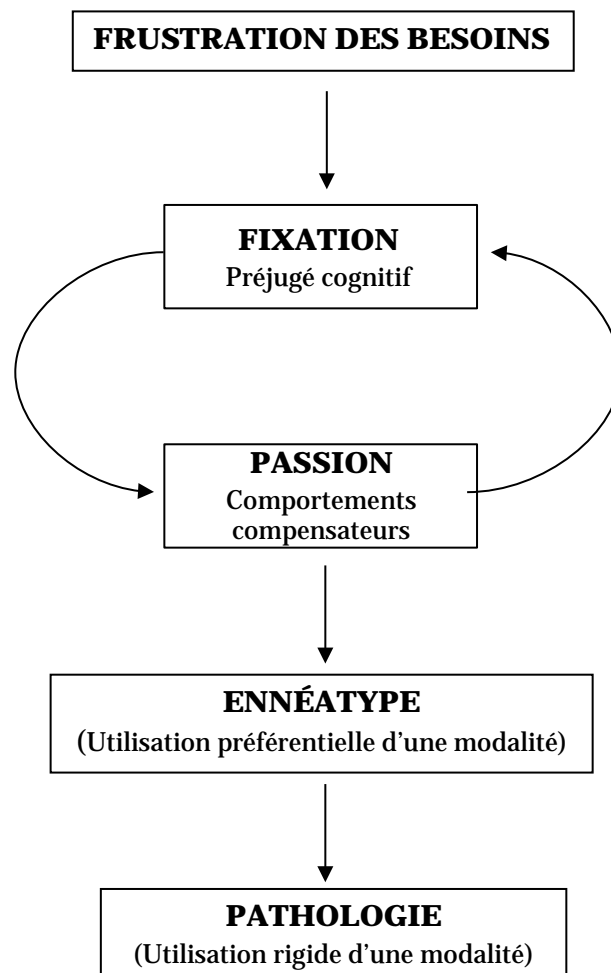 FRUSTRATION DES BESOINS
FIXATION
Préjugé cognitif
PASSION
Comportements
compensateurs
ENNÉATYPE
(Utilisation préférentielle d’une modalité)
PATHOLOGIE
(Utilisation rigide d’une modalité)